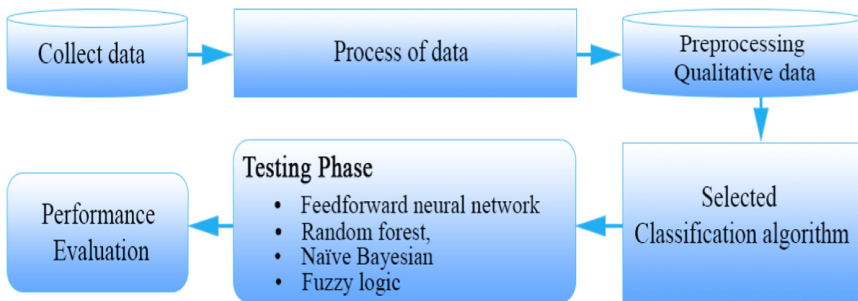 Collect data
Process of data
Preprocessing
Qualitative data
Selected
Classification algorithm
Testing Phase
• Feedforward neural network
• Random forest,
• Naïve Bayesian
• Fuzzy logic
Performance
Evaluation